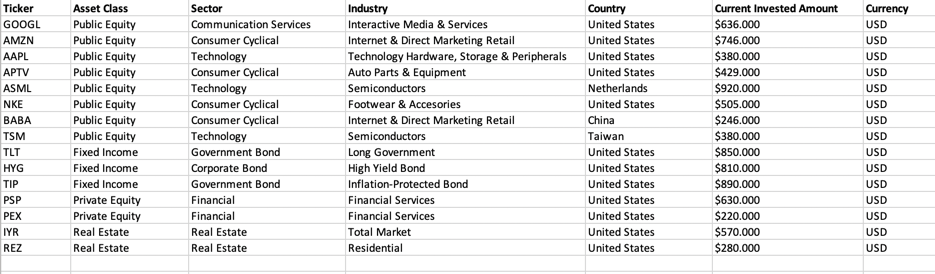 Ticker Asset Class Sector Industry Country Current Invested Amount Currency
GOOGL Public Equity Communication Services Interactive Media & Services United States $636.000 USD
AMZN Public Equity Consumer Cyclical Internet & Direct Marketing Retail United States $746.000 USD
AAPL Public Equity Technology Technology Hardware, Storage & Peripherals United States $380.000 USD
APTV Public Equity Consumer Cyclical Auto Parts & Equipment United States $429.000 USD
ASML Public Equity Technology Semiconductors Netherlands $920.000 USD
NKE Public Equity Consumer Cyclical Footwear & Accesories United States $505.000 USD
BABA Public Equity Consumer Cyclical Internet & Direct Marketing Retail China $246.000 USD
TSM Public Equity Technology Semiconductors Taiwan $380.000 USD
TLT Fixed Income Government Bond Long Government United States $850.000 USD
HYG Fixed Income Corporate Bond High Yield Bond United States $810.000 USD
TIP Fixed Income Government Bond Inflation-Protected Bond United States $890.000 USD
PSP Private Equity Financial Financial Services United States $630.000 USD
PEX Private Equity Financial Financial Services United States $220.000 USD
IYR Real Estate Real Estate Total Market United States $570.000 USD
REZ Real Estate Real Estate Residential United States $280.000 USD